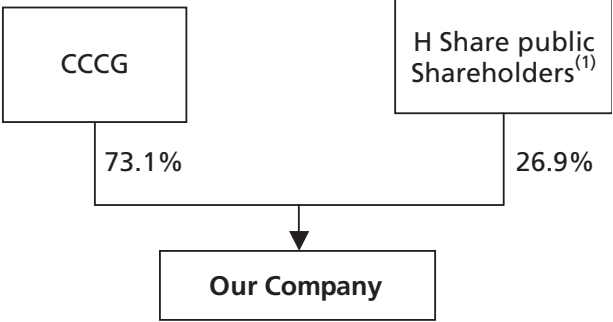 CCCG
H Share public
Shareholders(1)
73.1%
26.9%
Our Company